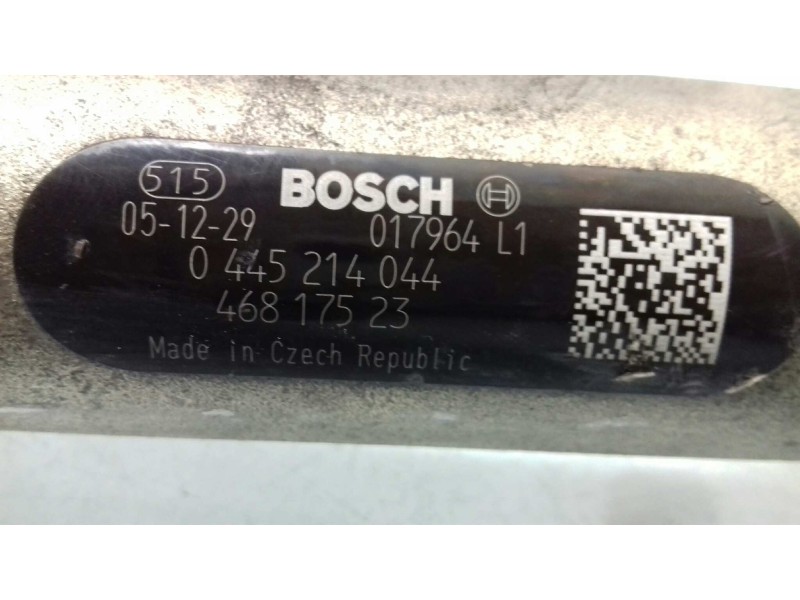 515 BOSCH
05-12-29 017964 L1
0 445 214 044
468 175 23
Made in Czech Republic